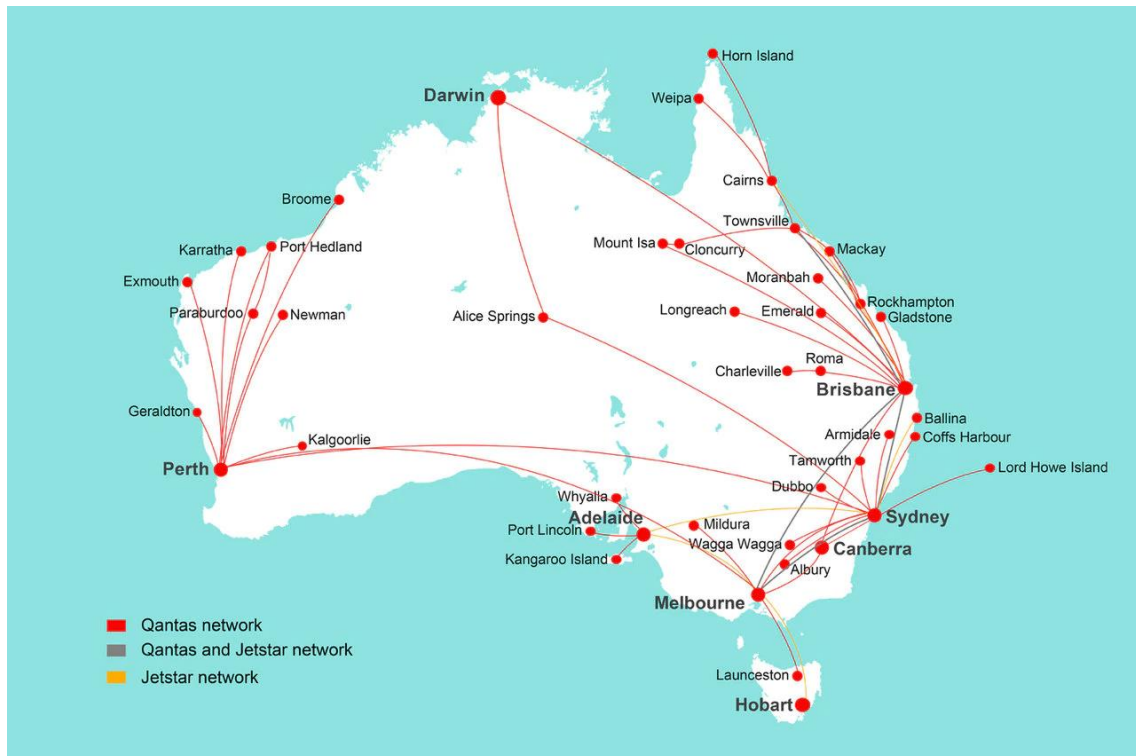 Horn Island
Darwin
Weipa
Cairns
Broome
Townsville
Karratha
Port Hedland
Mount Isa
Cloncurry
Mackay
Exmouth
Moranbah
Paraburdoo
Newman
Alice Springs
Longreach
Emerald
Rockhampton
Gladstone
Roma
Charleville
Brisbane
Geraldton
Ballina
Armidale
Coffs Harbour
Kalgoorlie
Perth
Tamworth
Lord Howe Island
Dubbo
Whyalla
Adelaide
Sydney
Port Lincoln
Mildura
Wagga Wagga
Canberra
Kangaroo Island
Albury
Melbourne
Qantas network
Qantas and Jetstar network
Jetstar network
Launceston
Hobart